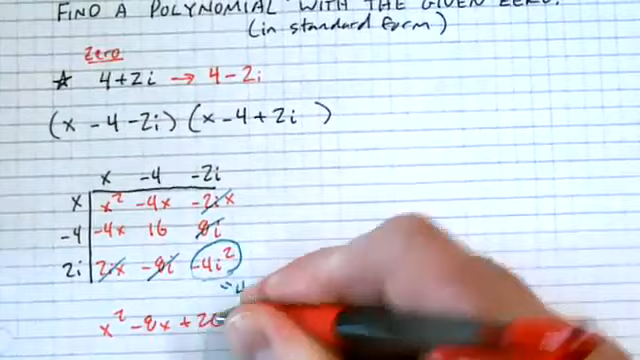 FIND A POLYNOMIAL WITH THE GIVEN ZERO.
(in standard form)
Zero
☆ 4+2i → 4-2i
(x -4-2i) (x-4+2i )
x -4 -2i
x x² -4x -2ix
-4 -4x 16 8i
2i 2ix -8i -4i²
x² -8x +20